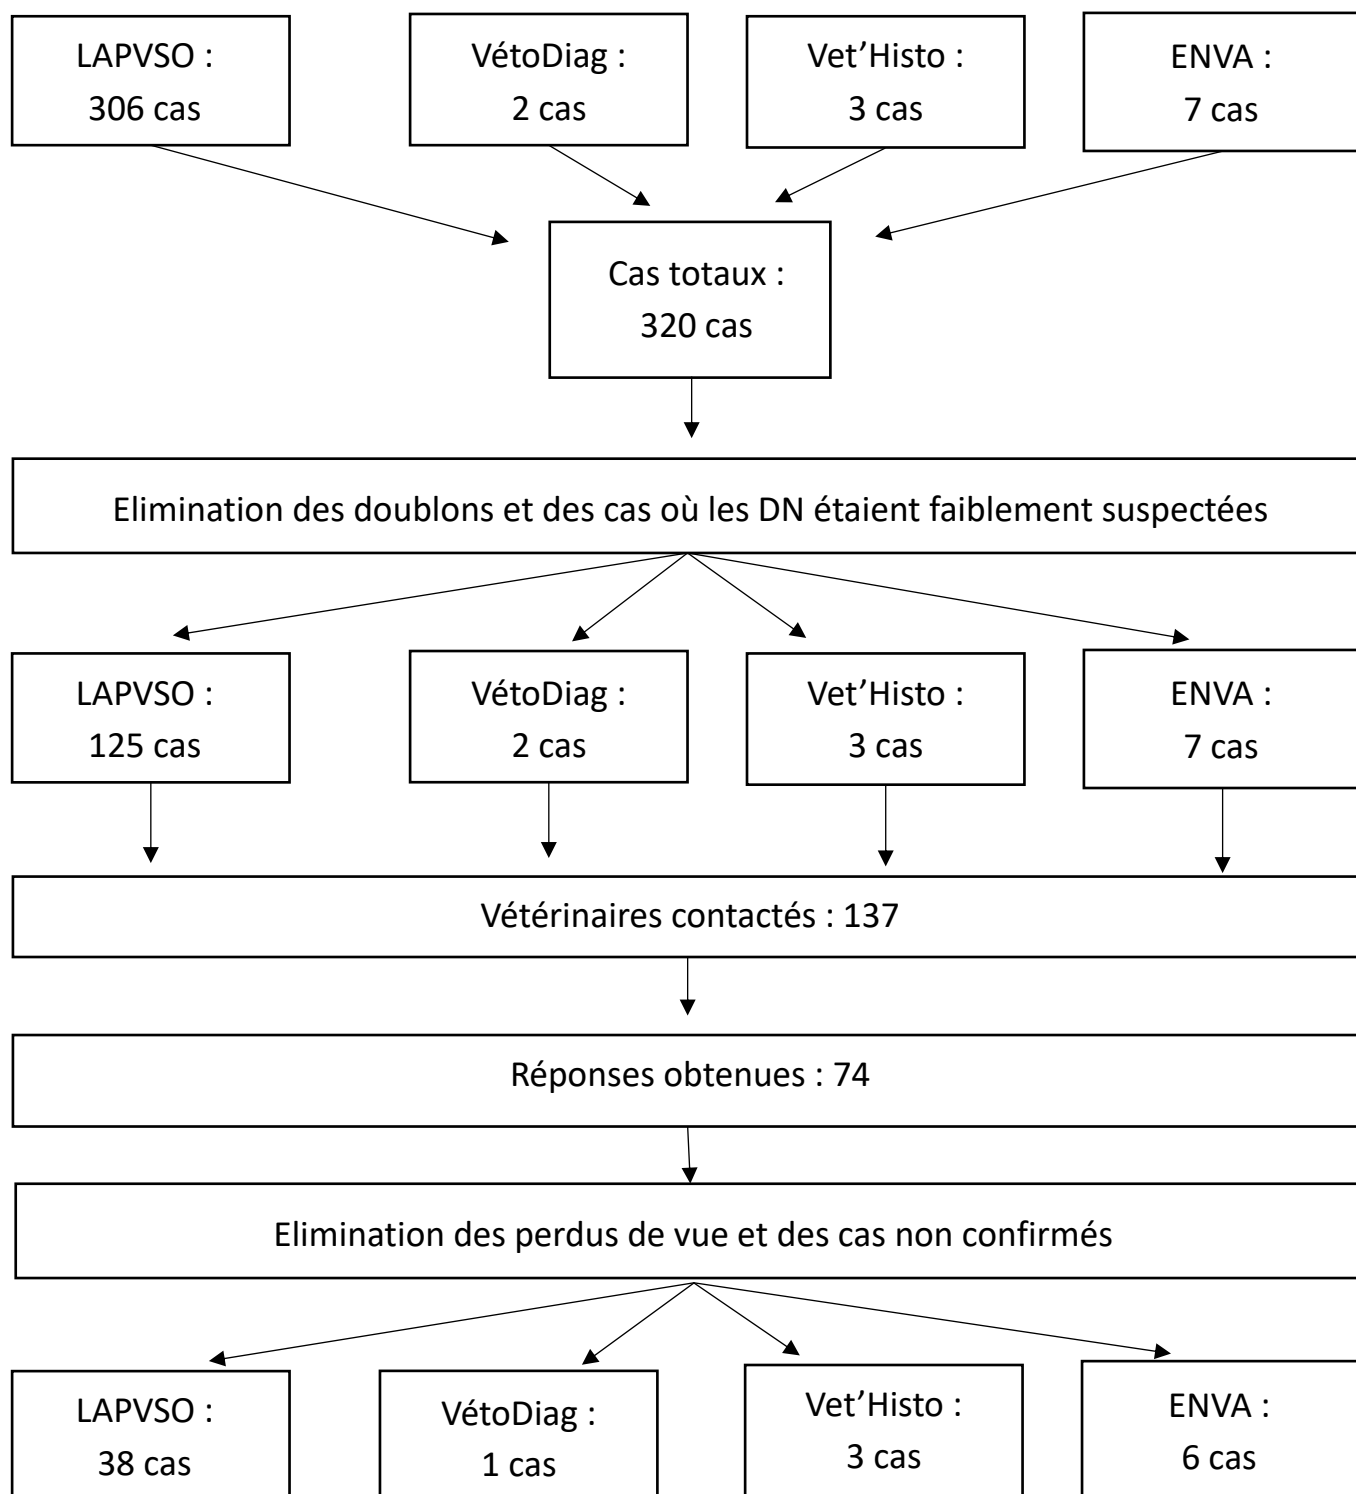 LAPVSO :
306 cas
VétoDiag :
2 cas
Vet’Histo :
3 cas
ENVA :
7 cas
Cas totaux :
320 cas
Elimination des doublons et des cas où les DN étaient faiblement suspectées
LAPVSO :
125 cas
VétoDiag :
2 cas
Vet’Histo :
3 cas
ENVA :
7 cas
Vétérinaires contactés : 137
Réponses obtenues : 74
Elimination des perdus de vue et des cas non confirmés
LAPVSO :
38 cas
VétoDiag :
1 cas
Vet’Histo :
3 cas
ENVA :
6 cas